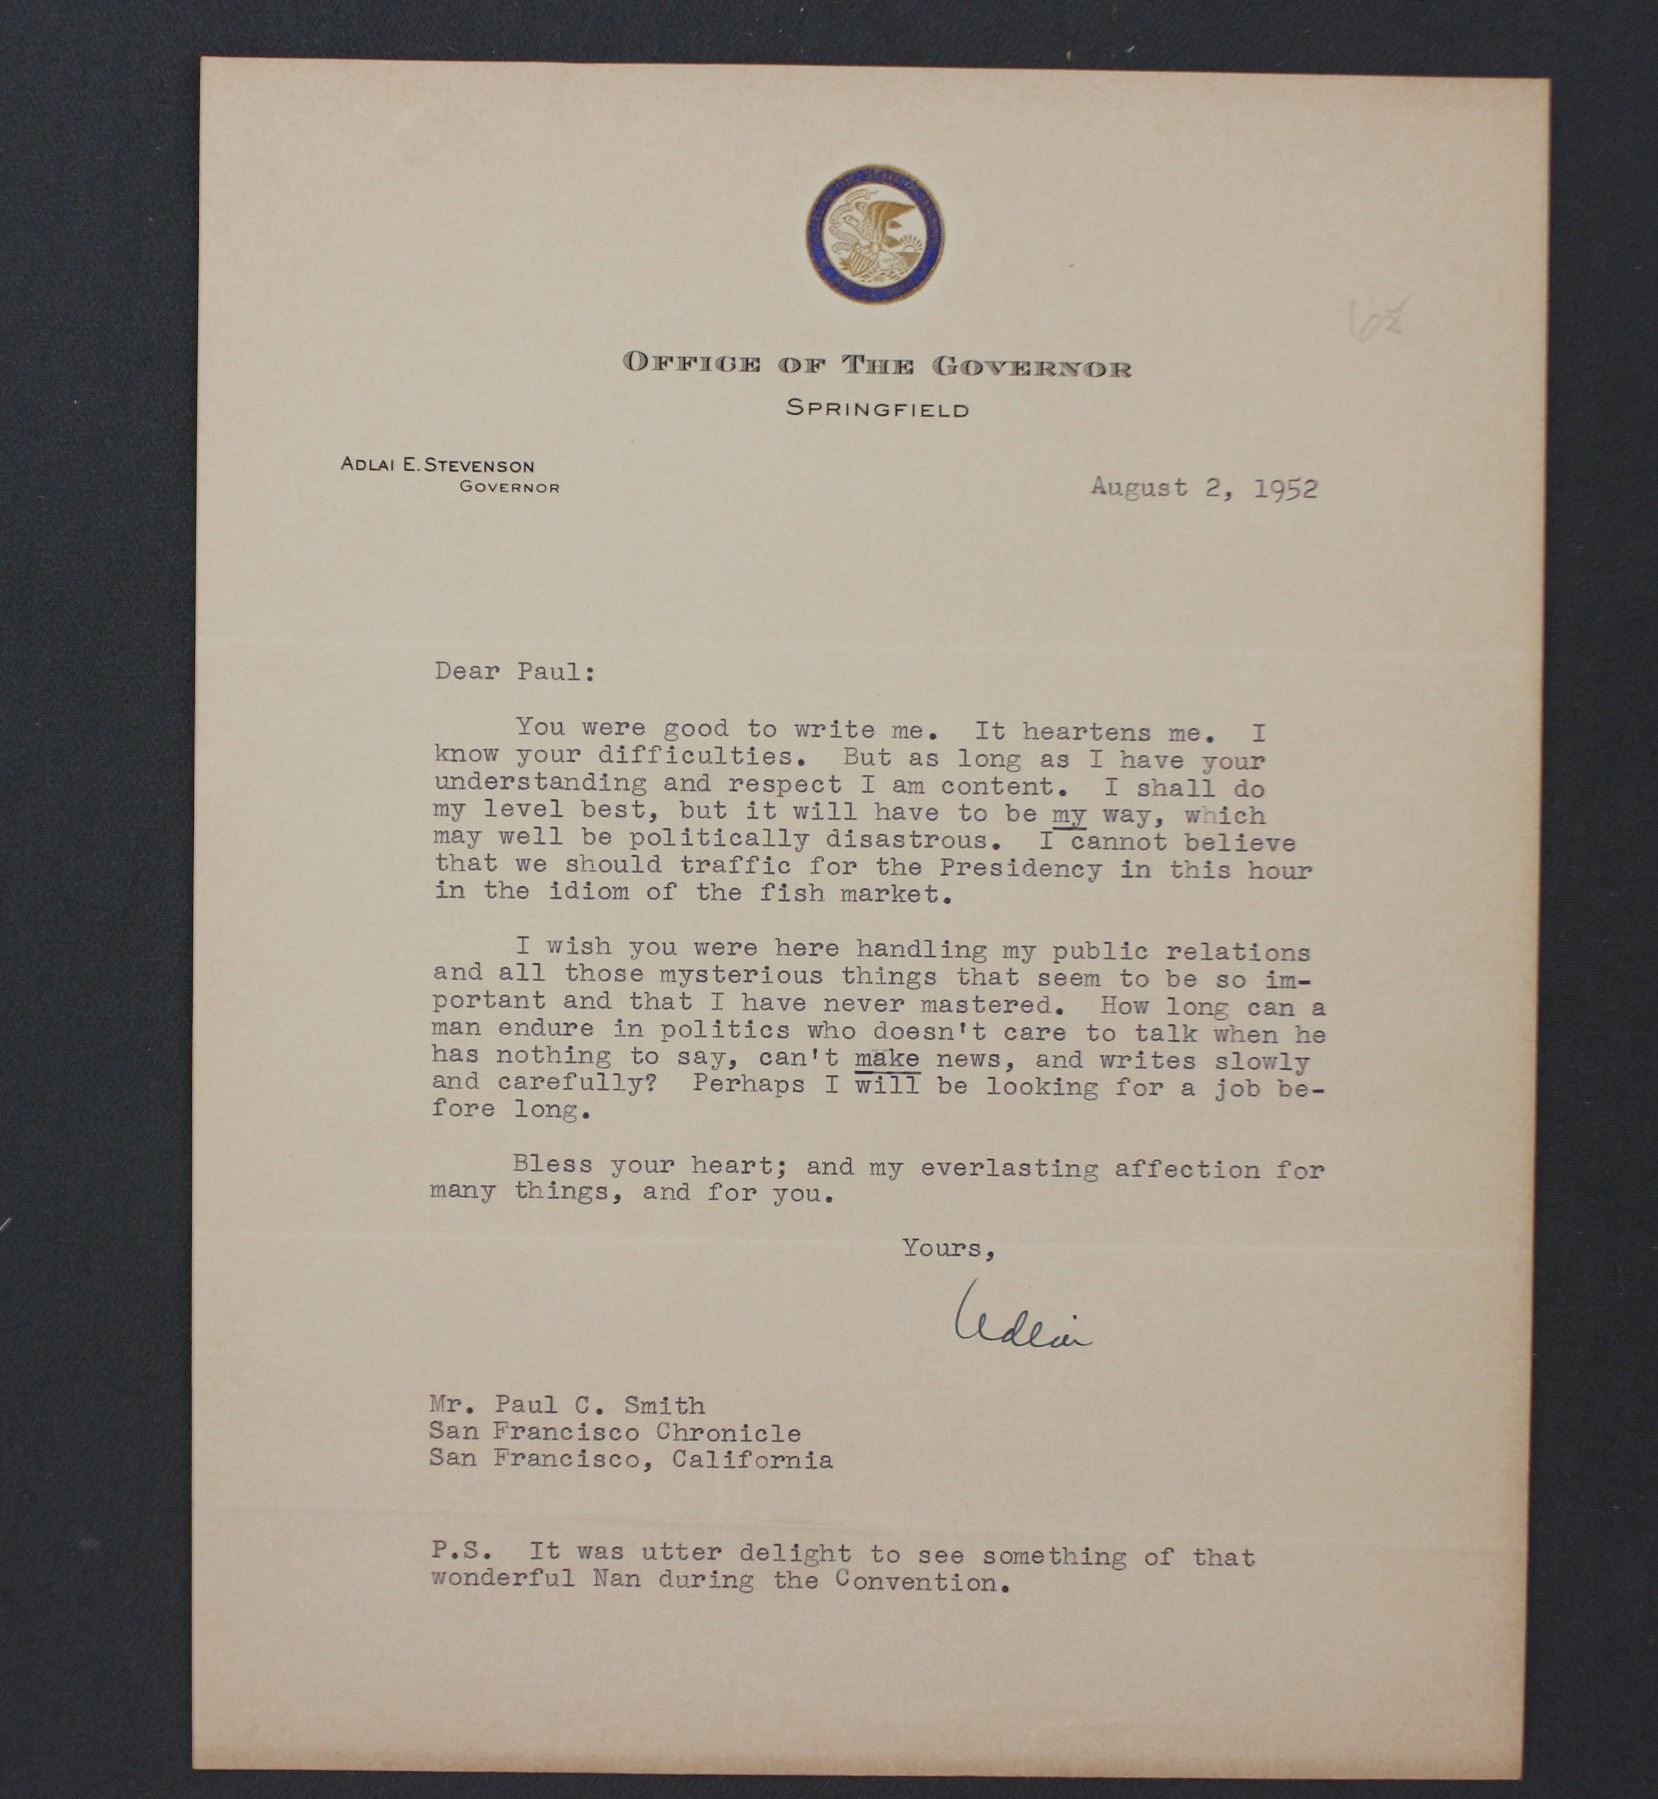 OFFICE OF THE GOVERNOR
SPRINGFIELD
ADLAI E. STEVENSON
GOVERNOR
August 2, 1952
Dear Paul:
You were good to write me. It heartens me. I
know your difficulties. But as long as I have your
understanding and respect I am content. I shall do
my level best, but it will have to be my way, which
may well be politically disastrous. I cannot believe
that we should traffic for the Presidency in this hour
in the idiom of the fish market.
I wish you were here handling my public relations
and all those mysterious things that seem to be so im-
portant and that I have never mastered. How long can a
man endure in politics who doesn't care to talk when he
has nothing to say, can't make news, and writes slowly
and carefully? Perhaps I will be looking for a job be-
fore long.
Bless your heart; and my everlasting affection for
many things, and for you.
Yours,
Adlai
Mr. Paul C. Smith
San Francisco Chronicle
San Francisco, California
P.S. It was utter delight to see something of that
wonderful Nan during the Convention.